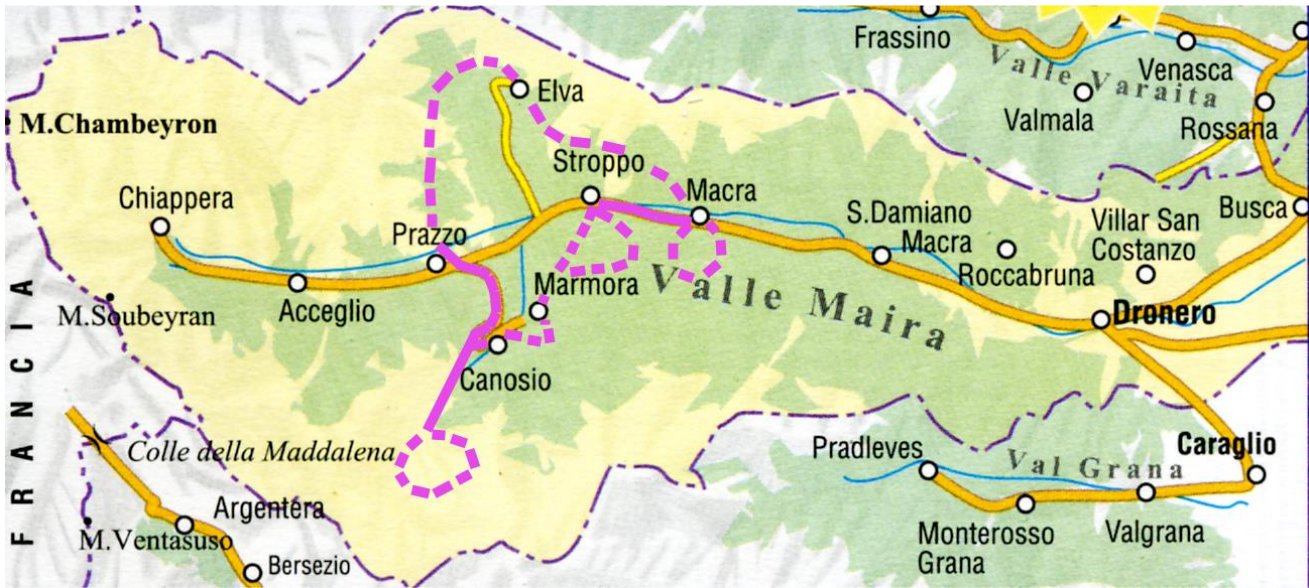 Frassino
Valle Varaita
Venasca
Valmala
Rossana
Elva
M.Chambeyron
Stroppo
Macra
Chiappera
Prazzo
S.Damiano
Macra
Villar San
Costanzo
Busca
Roccabruna
Acceglio
Marmora
Valle Maira
M.Soubeyran
Dronero
Canosio
FRANCIA
Colle della Maddalena
Pradleves
Val Grana
Caraglio
Argentera
M.Ventasuso
Bersezio
Monterosso
Grana
Valgrana